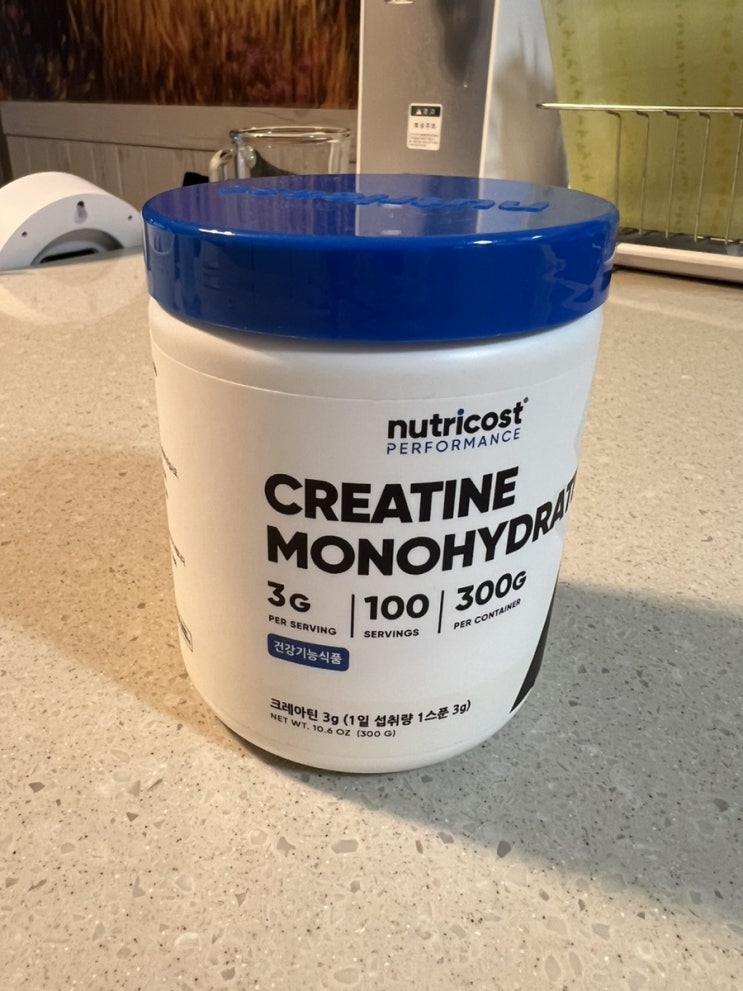 nutricost
nutricost®
PERFORMANCE
CREATINE
MONOHYDRAT
3G
PER SERVING
100
SERVINGS
300G
PER CONTAINER
건강기능식품
크레아틴 3g (1일 섭취량 1스푼 3g)
NET WT. 10.6 OZ (300 G)